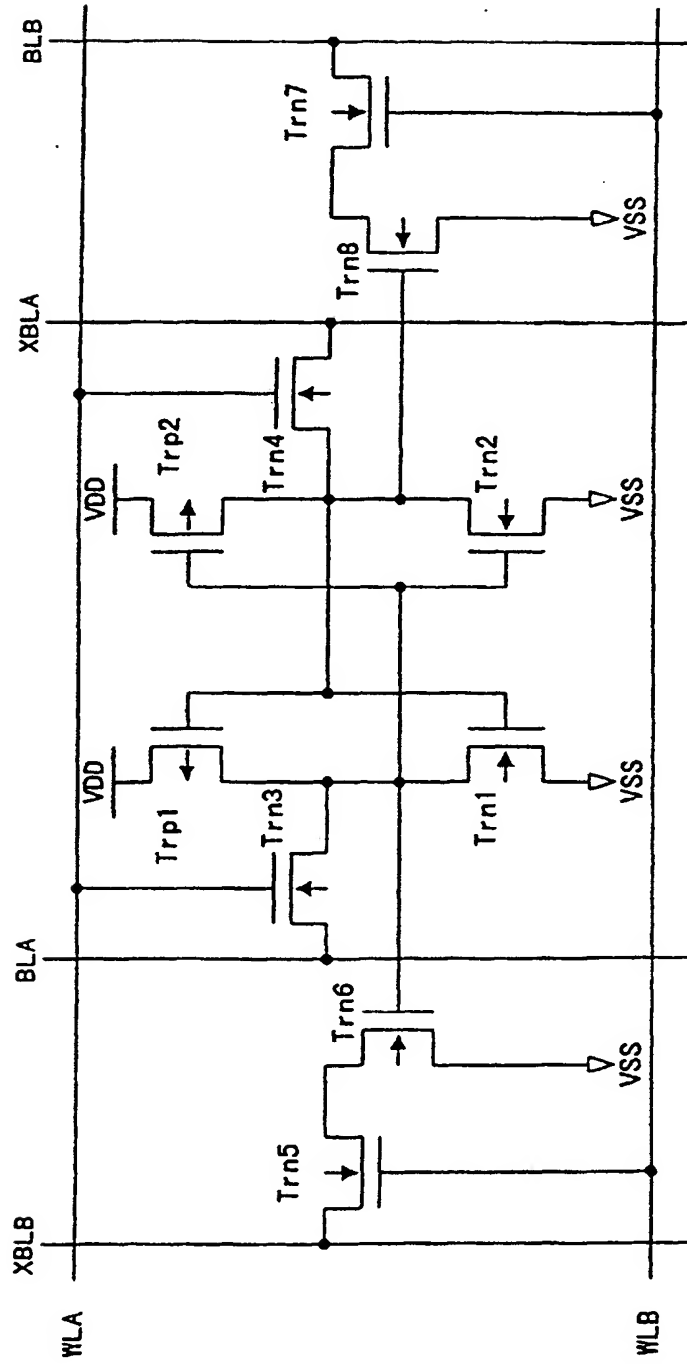 WLA
XBLB
BLA
XBLA
BLB
VDD
VDD
Trp1
Trp2
Trn3
Trn4
Trn5
Trn6
Trn7
Trn8
Trn1
Trn2
VSS
VSS
VSS
VSS
WLB